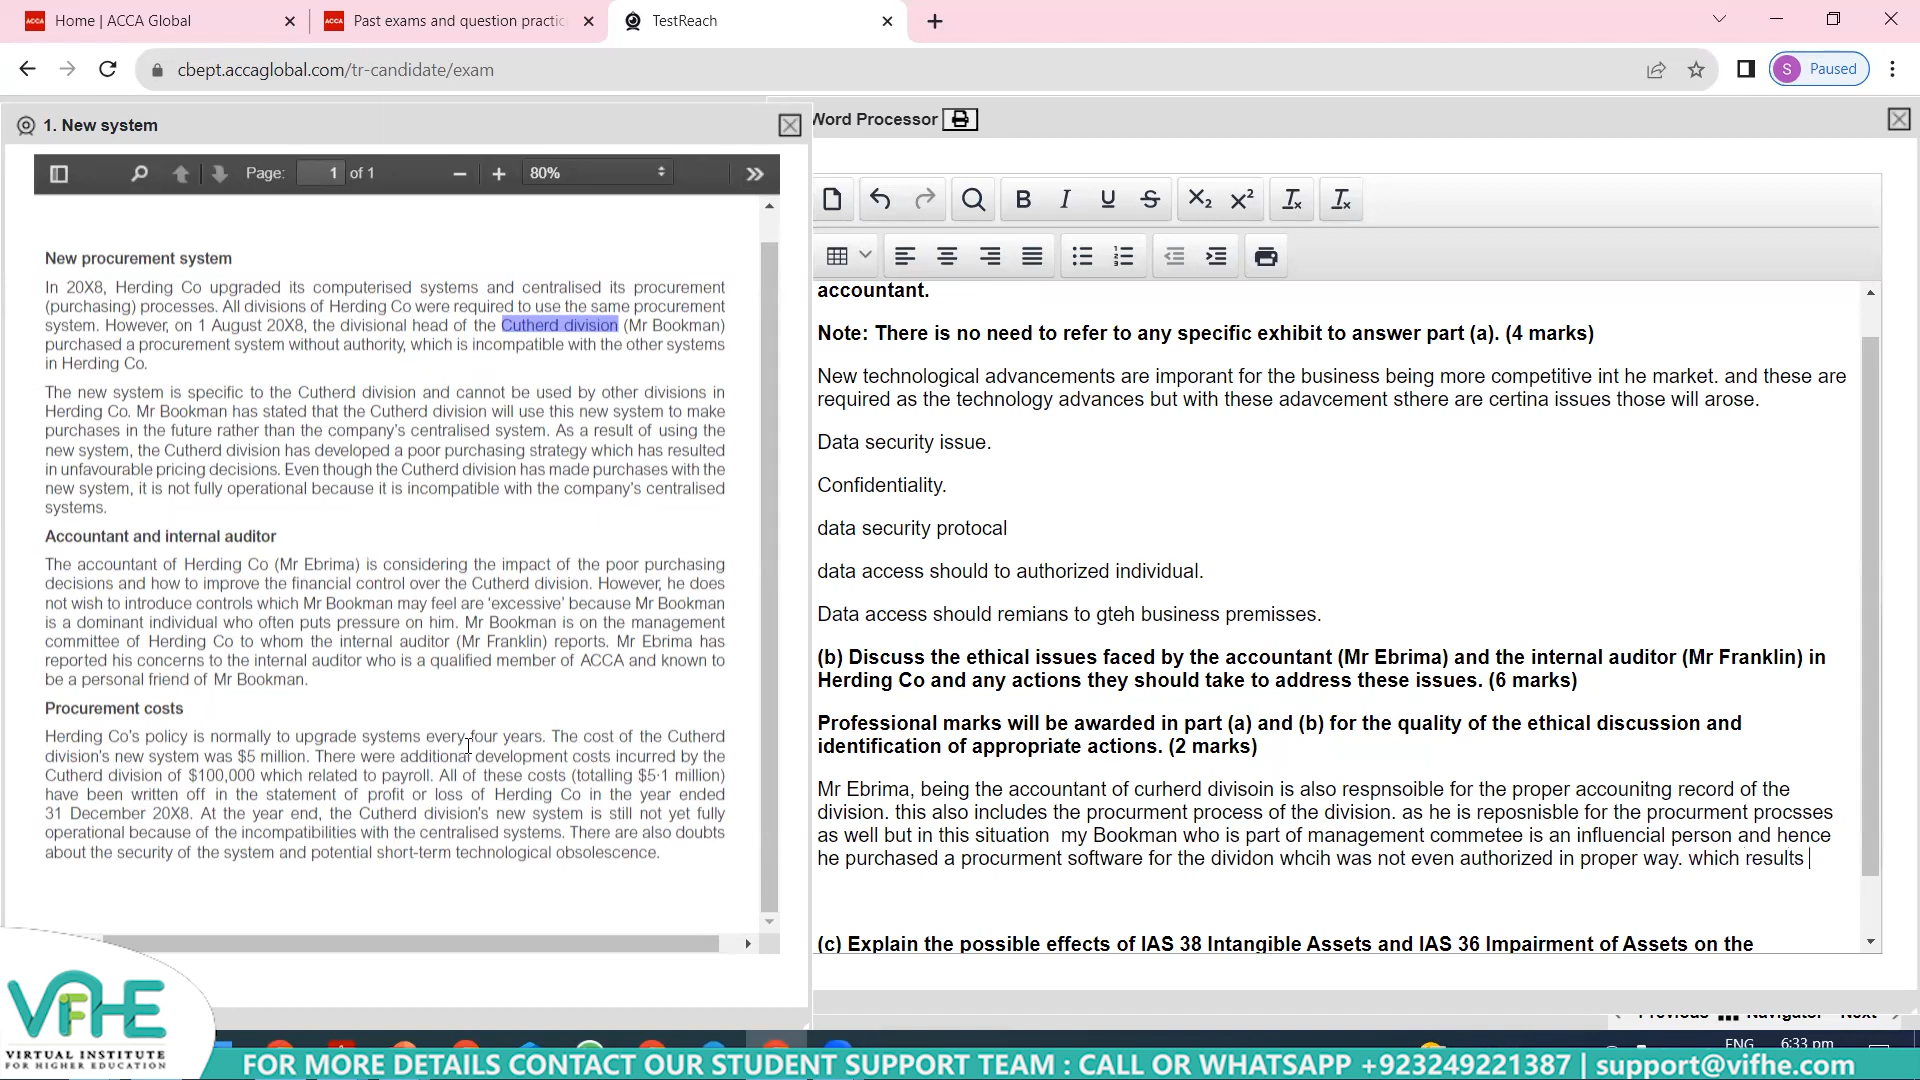 Home | ACCA Global
Past exams and question practic
TestReach
cbept.accaglobal.com/tr-candidate/exam
S Paused
1. New system
Word Processor
Page: 1 of 1
80%
New procurement system
In 20X8, Herding Co upgraded its computerised systems and centralised its procurement
(purchasing) processes. All divisions of Herding Co were required to use the same procurement
system. However, on 1 August 20X8, the divisional head of the Cutherd division (Mr Bookman)
purchased a procurement system without authority, which is incompatible with the other systems
in Herding Co.
The new system is specific to the Cutherd division and cannot be used by other divisions in
Herding Co. Mr Bookman has stated that the Cutherd division will use this new system to make
purchases in the future rather than the company's centralised system. As a result of using the
new system, the Cutherd division has developed a poor purchasing strategy which has resulted
in unfavourable pricing decisions. Even though the Cutherd division has made purchases with the
new system, it is not fully operational because it is incompatible with the company's centralised
systems.
Accountant and internal auditor
The accountant of Herding Co (Mr Ebrima) is considering the impact of the poor purchasing
decisions and how to improve the financial control over the Cutherd division. However, he does
not wish to introduce controls which Mr Bookman may feel are 'excessive' because Mr Bookman
is a dominant individual who often puts pressure on him. Mr Bookman is on the management
committee of Herding Co to whom the internal auditor (Mr Franklin) reports. Mr Ebrima has
reported his concerns to the internal auditor who is a qualified member of ACCA and known to
be a personal friend of Mr Bookman.
Procurement costs
Herding Co's policy is normally to upgrade systems every four years. The cost of the Cutherd
division's new system was $5 million. There were additional development costs incurred by the
Cutherd division of $100,000 which related to payroll. All of these costs (totalling $5·1 million)
have been written off in the statement of profit or loss of Herding Co in the year ended
31 December 20X8. At the year end, the Cutherd division's new system is still not yet fully
operational because of the incompatibilities with the centralised systems. There are also doubts
about the security of the system and potential short-term technological obsolescence.
accountant.
Note: There is no need to refer to any specific exhibit to answer part (a). (4 marks)
New technological advancements are imporant for the business being more competitive int he market. and these are
required as the technology advances but with these adavcement sthere are certina issues those will arose.
Data security issue.
Confidentiality.
data security protocal
data access should to authorized individual.
Data access should remians to gteh business premisses.
(b) Discuss the ethical issues faced by the accountant (Mr Ebrima) and the internal auditor (Mr Franklin) in
Herding Co and any actions they should take to address these issues. (6 marks)
Professional marks will be awarded in part (a) and (b) for the quality of the ethical discussion and
identification of appropriate actions. (2 marks)
Mr Ebrima, being the accountant of curherd divisoin is also respnsoible for the proper accounitng record of the
division. this also includes the procurment process of the division. as he is reposnisble for the procurment procsses
as well but in this situation my Bookman who is part of management commetee is an influencial person and hence
he purchased a procurment software for the dividon whcih was not even authorized in proper way. which results
(c) Explain the possible effects of IAS 38 Intangible Assets and IAS 36 Impairment of Assets on the
Previous Navigator Next
ENG 6:33 pm
VIFHE
VIRTUAL INSTITUTE
FOR HIGHER EDUCATION
FOR MORE DETAILS CONTACT OUR STUDENT SUPPORT TEAM : CALL OR WHATSAPP +923249221387 | support@vifhe.com